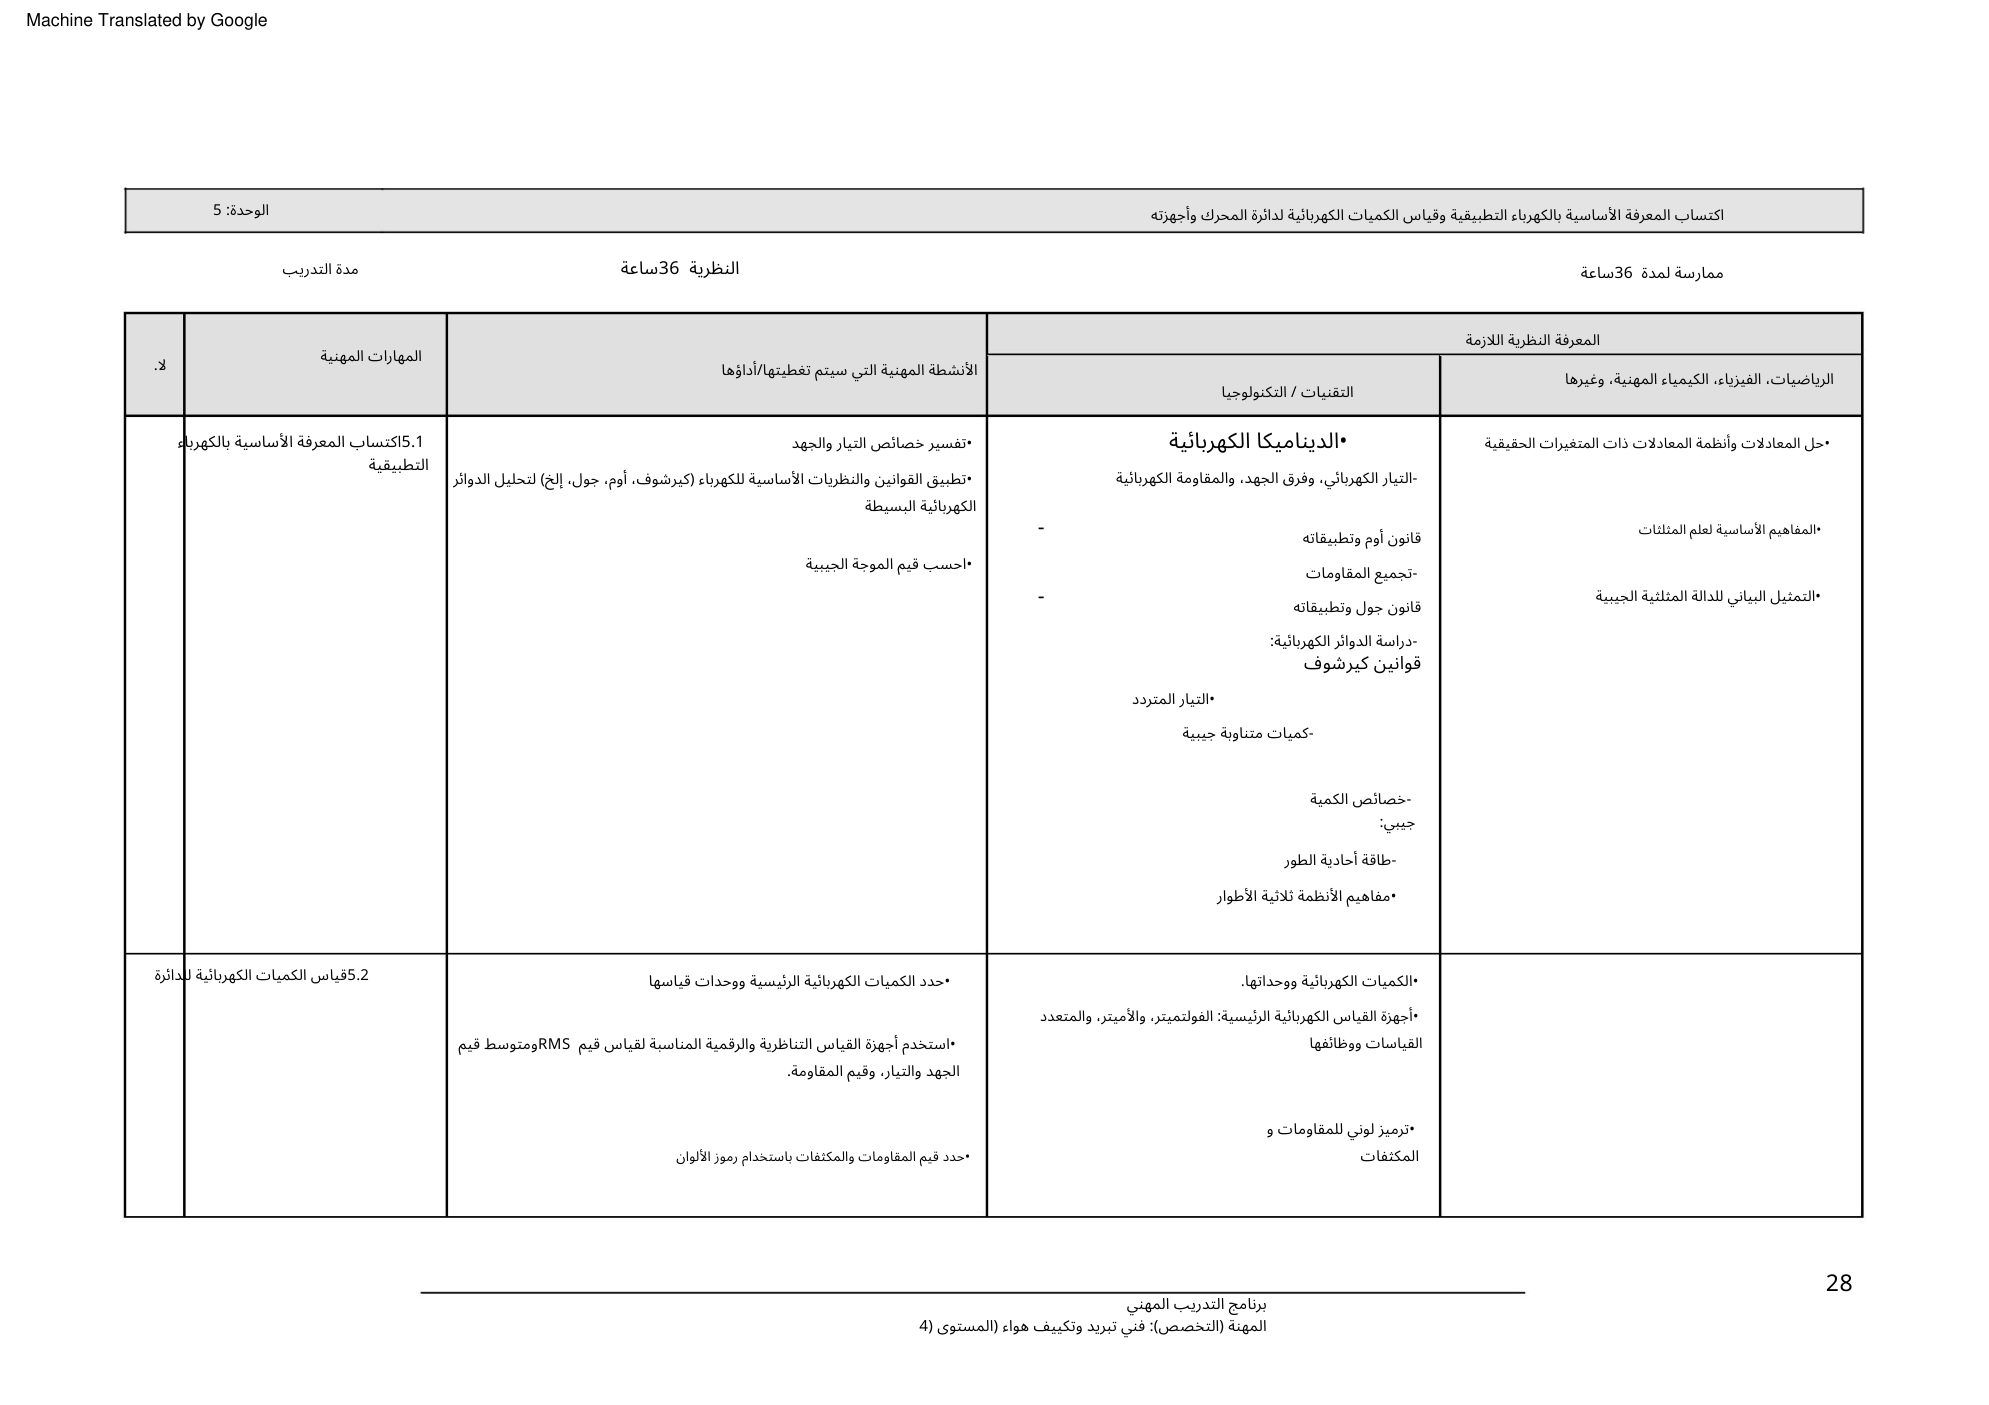 Machine Translated by Google
الوحدة: 5
اكتساب المعرفة الأساسية بالكهرباء التطبيقية وقياس الكميات الكهربائية لدائرة المحرك وأجهزته
مدة التدريب
النظرية 36ساعة
ممارسة لمدة 36ساعة
لا.
المهارات المهنية
الأنشطة المهنية التي سيتم تغطيتها/أداؤها
المعرفة النظرية اللازمة
التقنيات / التكنولوجيا
الرياضيات، الفيزياء، الكيمياء المهنية، وغيرها
5.1اكتساب المعرفة الأساسية بالكهرباء
التطبيقية
•تفسير خصائص التيار والجهد
•تطبيق القوانين والنظريات الأساسية للكهرباء (كيرشوف، أوم، جول، إلخ) لتحليل الدوائر
الكهربائية البسيطة
•احسب قيم الموجة الجيبية
•الديناميكا الكهربائية
-التيار الكهربائي، وفرق الجهد، والمقاومة الكهربائية
-
قانون أوم وتطبيقاته
-تجميع المقاومات
-
قانون جول وتطبيقاته
-دراسة الدوائر الكهربائية:
قوانين كيرشوف
•التيار المتردد
-كميات متناوبة جيبية
-خصائص الكمية
جيبي:
-طاقة أحادية الطور
•مفاهيم الأنظمة ثلاثية الأطوار
•حل المعادلات وأنظمة المعادلات ذات المتغيرات الحقيقية
•المفاهيم الأساسية لعلم المثلثات
•التمثيل البياني للدالة المثلثية الجيبية
5.2قياس الكميات الكهربائية للدائرة
•حدد الكميات الكهربائية الرئيسية ووحدات قياسها
•استخدم أجهزة القياس التناظرية والرقمية المناسبة لقياس قيم RMSومتوسط قيم
الجهد والتيار، وقيم المقاومة.
•حدد قيم المقاومات والمكثفات باستخدام رموز الألوان
•الكميات الكهربائية ووحداتها.
•أجهزة القياس الكهربائية الرئيسية: الفولتميتر، والأميتر، والمتعدد
القياسات ووظائفها
•ترميز لوني للمقاومات و
المكثفات
28
برنامج التدريب المهني
المهنة (التخصص): فني تبريد وتكييف هواء (المستوى 4)